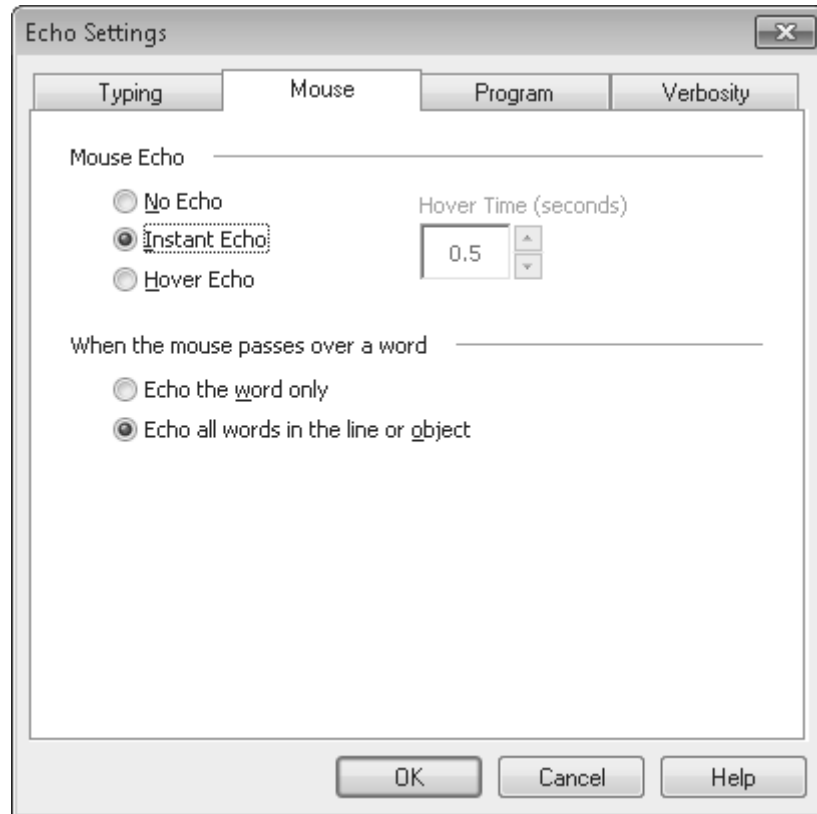 Echo Settings
Typing Mouse Program Verbosity
Mouse Echo
No Echo
Hover Time (seconds)
Instant Echo
0.5
Hover Echo
When the mouse passes over a word
Echo the word only
Echo all words in the line or object
OK Cancel Help